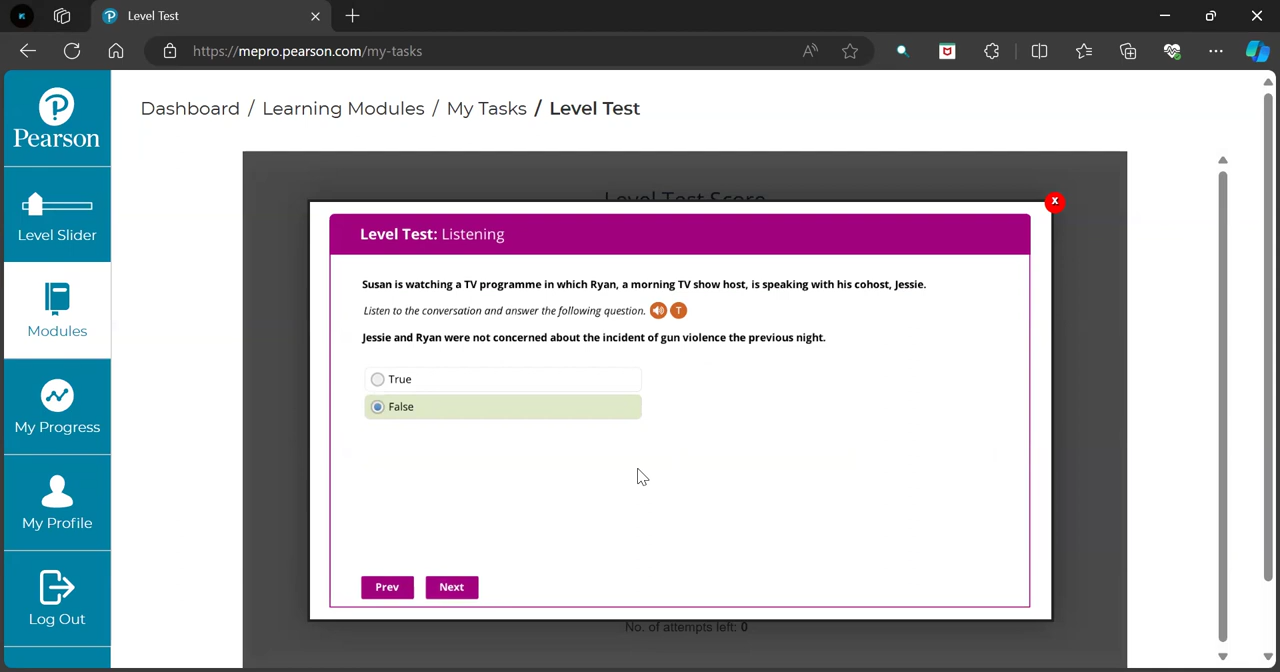 Level Test
https://mepro.pearson.com/my-tasks
Pearson
Level Slider
Modules
My Progress
My Profile
Log Out
Dashboard / Learning Modules / My Tasks / Level Test
Level Test Score
Level Test: Listening
Susan is watching a TV programme in which Ryan, a morning TV show host, is speaking with his cohost, Jessie.
Listen to the conversation and answer the following question. T
Jessie and Ryan were not concerned about the incident of gun violence the previous night.
True
False
Prev Next
No. of attempts left: 0
X